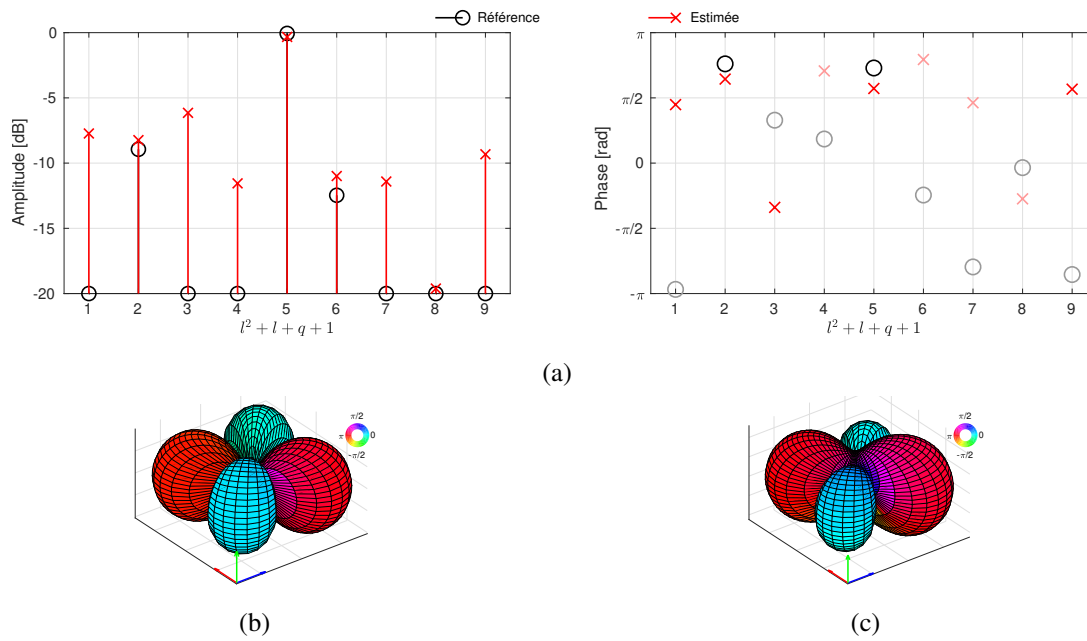 Référence
Estimée
Amplitude [dB]
0
-5
-10
-15
-20
1 2 3 4 5 6 7 8 9
l² + l + q + 1
Phase [rad]
π
π/2
0
-π/2
-π
1 2 3 4 5 6 7 8 9
l² + l + q + 1
(a)
π/2
π 0
-π/2
π/2
π 0
-π/2
(b)
(c)